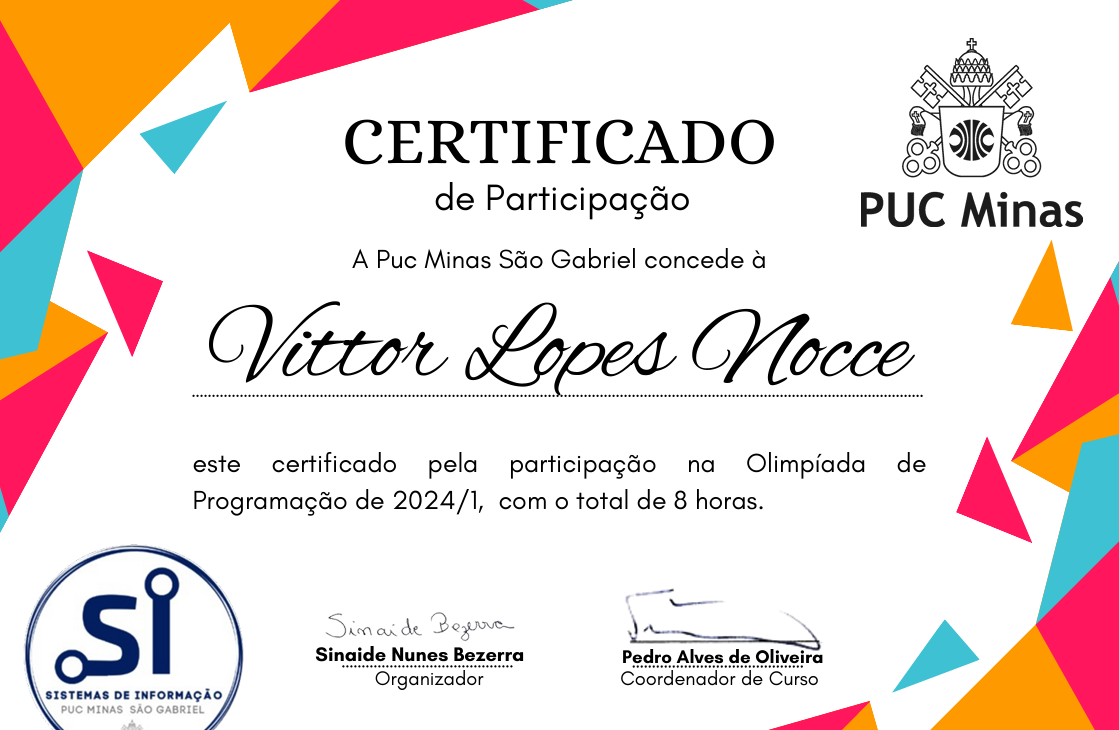 CERTIFICADO
de Participação
PUC Minas
A Puc Minas São Gabriel concede à
Vittor Lopes Nocce
este certificado pela participação na Olimpíada de
Programação de 2024/1, com o total de 8 horas.
SI
SISTEMAS DE INFORMAÇÃO
PUC MINAS SÃO GABRIEL
Sinaide Bezerra
Sinaide Nunes Bezerra
Organizador
Pedro Alves de Oliveira
Coordenador de Curso